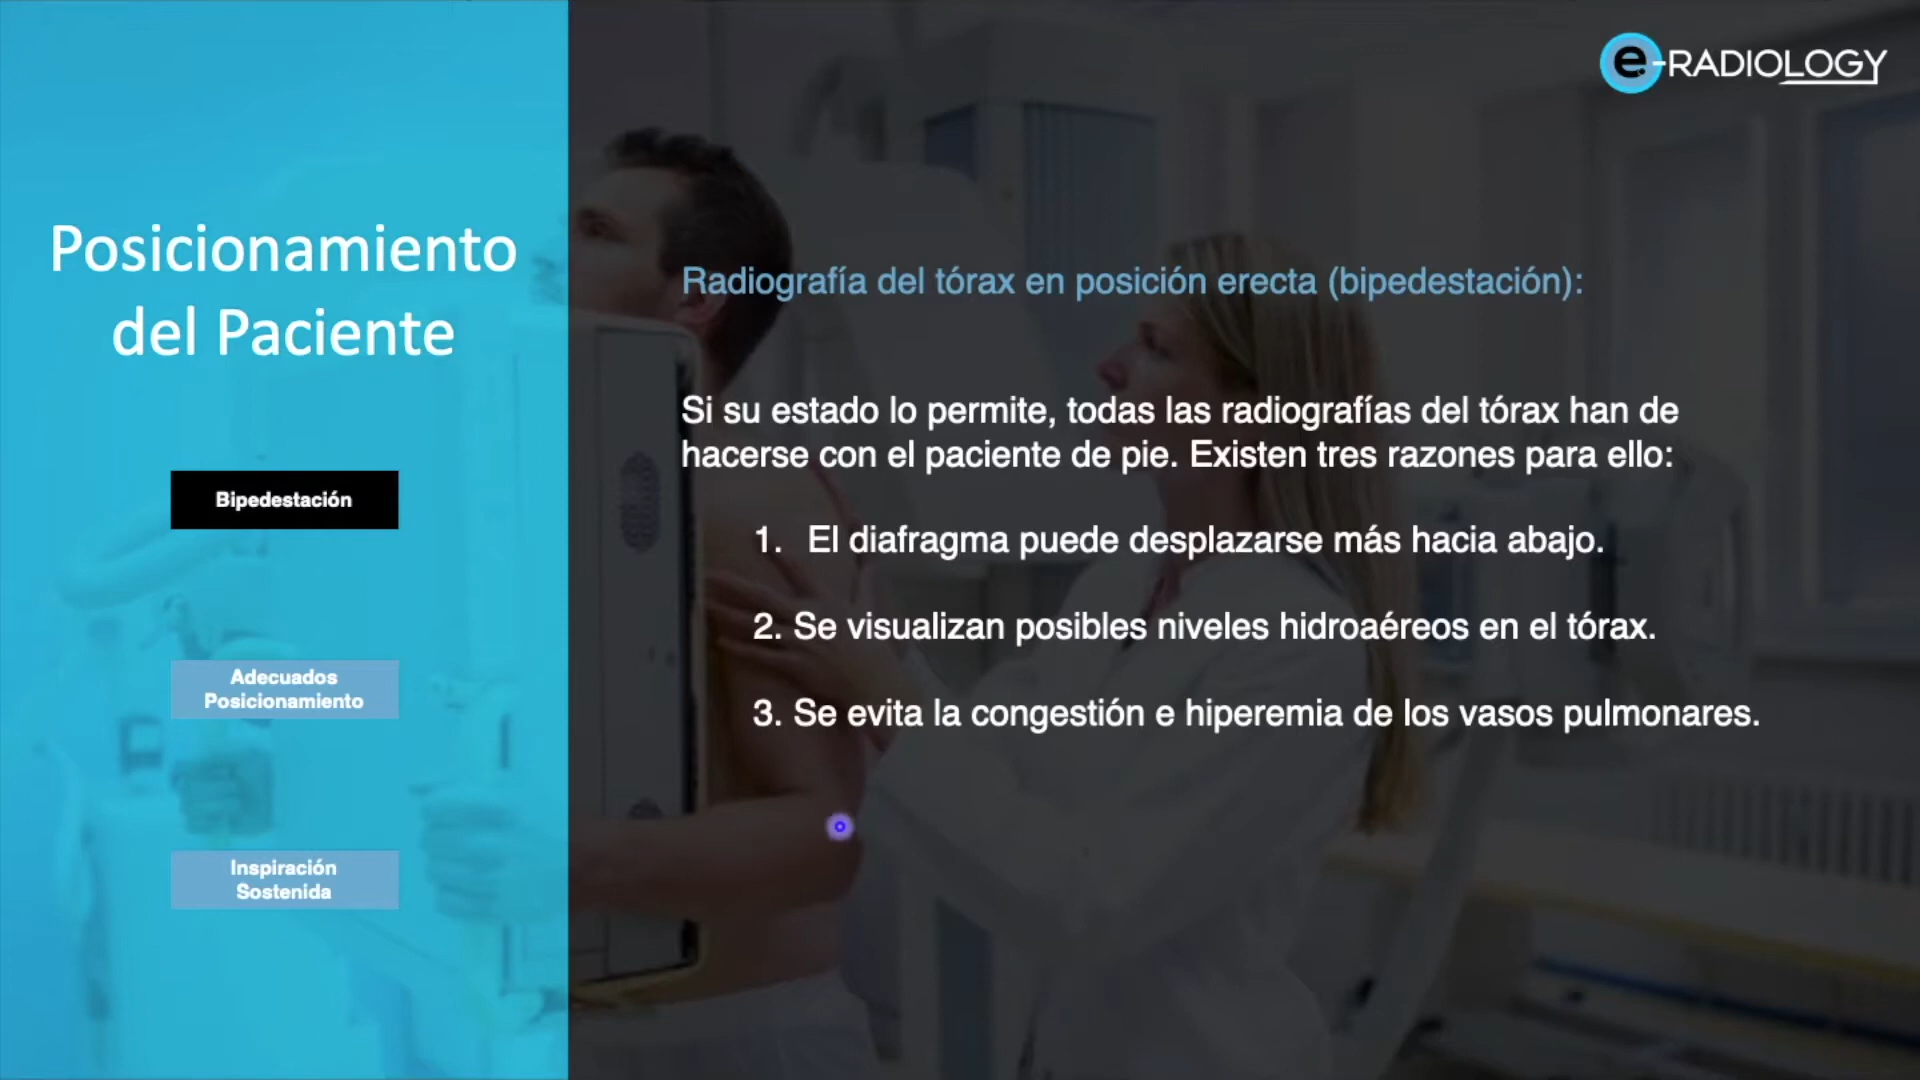 e-RADIOLOGY
Posicionamiento
del Paciente
Bipedestación
Adecuados
Posicionamiento
Inspiración
Sostenida
Radiografía del tórax en posición erecta (bipedestación):
Si su estado lo permite, todas las radiografías del tórax han de
hacerse con el paciente de pie. Existen tres razones para ello:
1. El diafragma puede desplazarse más hacia abajo.
2. Se visualizan posibles niveles hidroaéreos en el tórax.
3. Se evita la congestión e hiperemia de los vasos pulmonares.